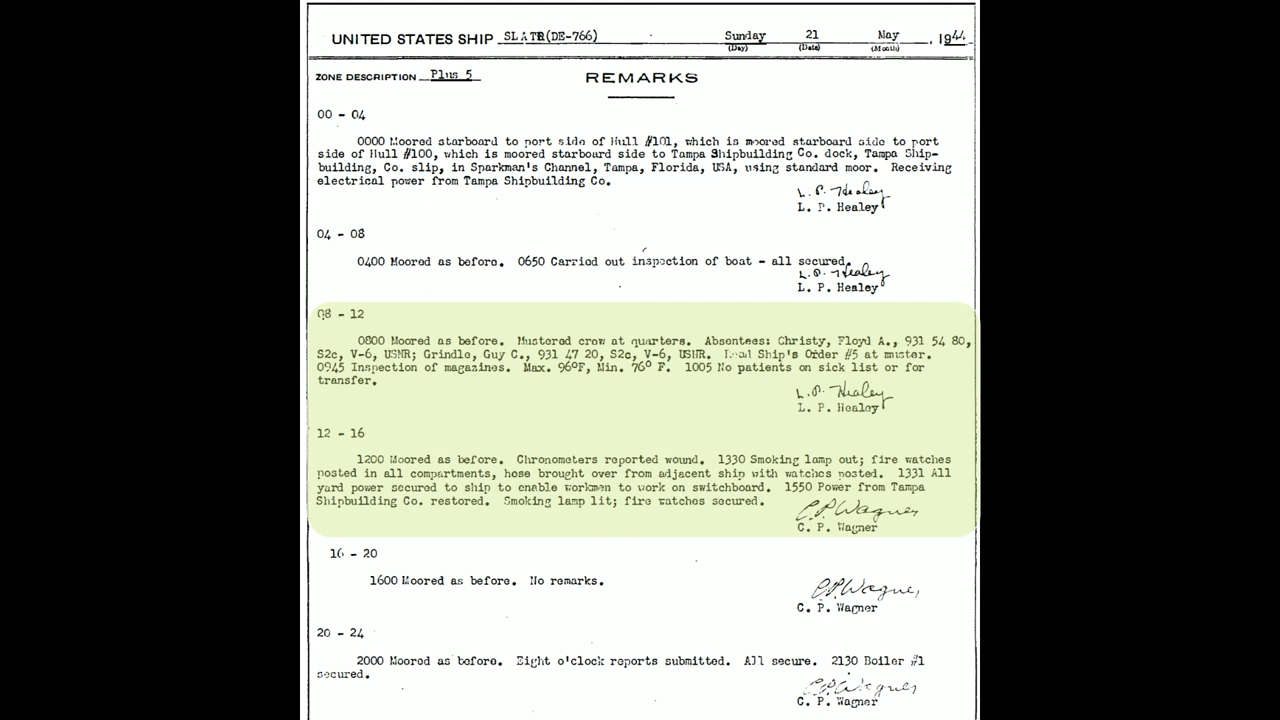 UNITED STATES SHIP SLATR(DE-766) Sunday 21 May , 1944
(Day) (Date) (Month)
ZONE DESCRIPTION Plus 5 REMARKS
00 - 04
0000 Moored starboard to port side of Hull #101, which is moored starboard side to port
side of Hull #100, which is moored starboard side to Tampa Shipbuilding Co. dock, Tampa Ship-
building, Co. slip, in Sparkman's Channel, Tampa, Florida, USA, using standard moor. Receiving
electrical power from Tampa Shipbuilding Co.
L. P. Healey
L. P. Healey
04 - 08
0400 Moored as before. 0650 Carried out inspection of boat - all secured.
L. P. Healey
L. P. Healey
08 - 12
0800 Moored as before. Mustered crow at quarters. Absentees: Christy, Floyd A., 931 54 80,
S2c, V-6, USNR; Grindle, Guy C., 931 47 20, S2c, V-6, USNR. Read Ship's Order #5 at muster.
0945 Inspection of magazines. Max. 96°F, Min. 76° F. 1005 No patients on sick list or for
transfer.
L. P. Healey
L. P. Healey
12 - 16
1200 Moored as before. Chronometers reported wound. 1330 Smoking lamp out; fire watches
posted in all compartments, hose brought over from adjacent ship with watches posted. 1331 All
yard power secured to ship to enable workmen to work on switchboard. 1550 Power from Tampa
Shipbuilding Co. restored. Smoking lamp lit; fire watches secured.
C. P. Wagner
C. P. Wagner
16 - 20
1600 Moored as before. No remarks.
C. P. Wagner
C. P. Wagner
20 - 24
2000 Moored as before. Eight o'clock reports submitted. All secure. 2130 Boiler #1
secured.
C. P. Wagner
C. P. Wagner